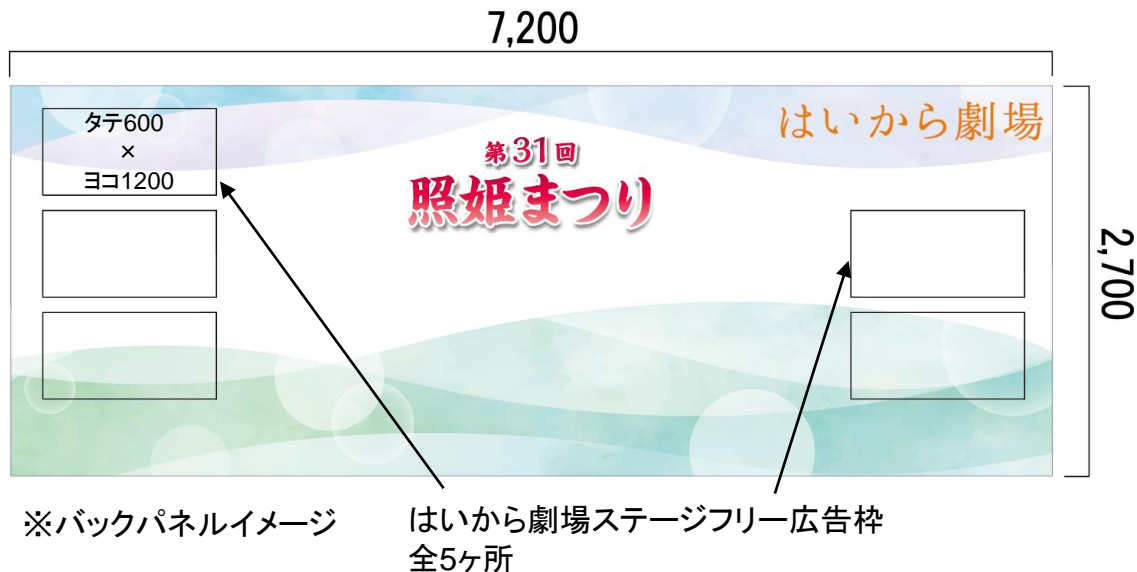 7,200
タテ600
×
ヨコ1200
はいから劇場
第31回
照姫まつり
2,700
※バックパネルイメージ
はいから劇場ステージフリー広告枠
全5ヶ所